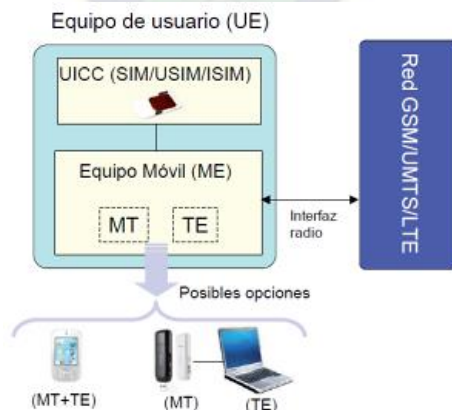 Equipo de usuario (UE)
UICC (SIM/USIM/ISIM)
Equipo Móvil (ME)
MT
TE
Interfaz
radio
Red GSM/UMTS/LTE
Posibles opciones
(MT+TE)
(MT)
(TE)